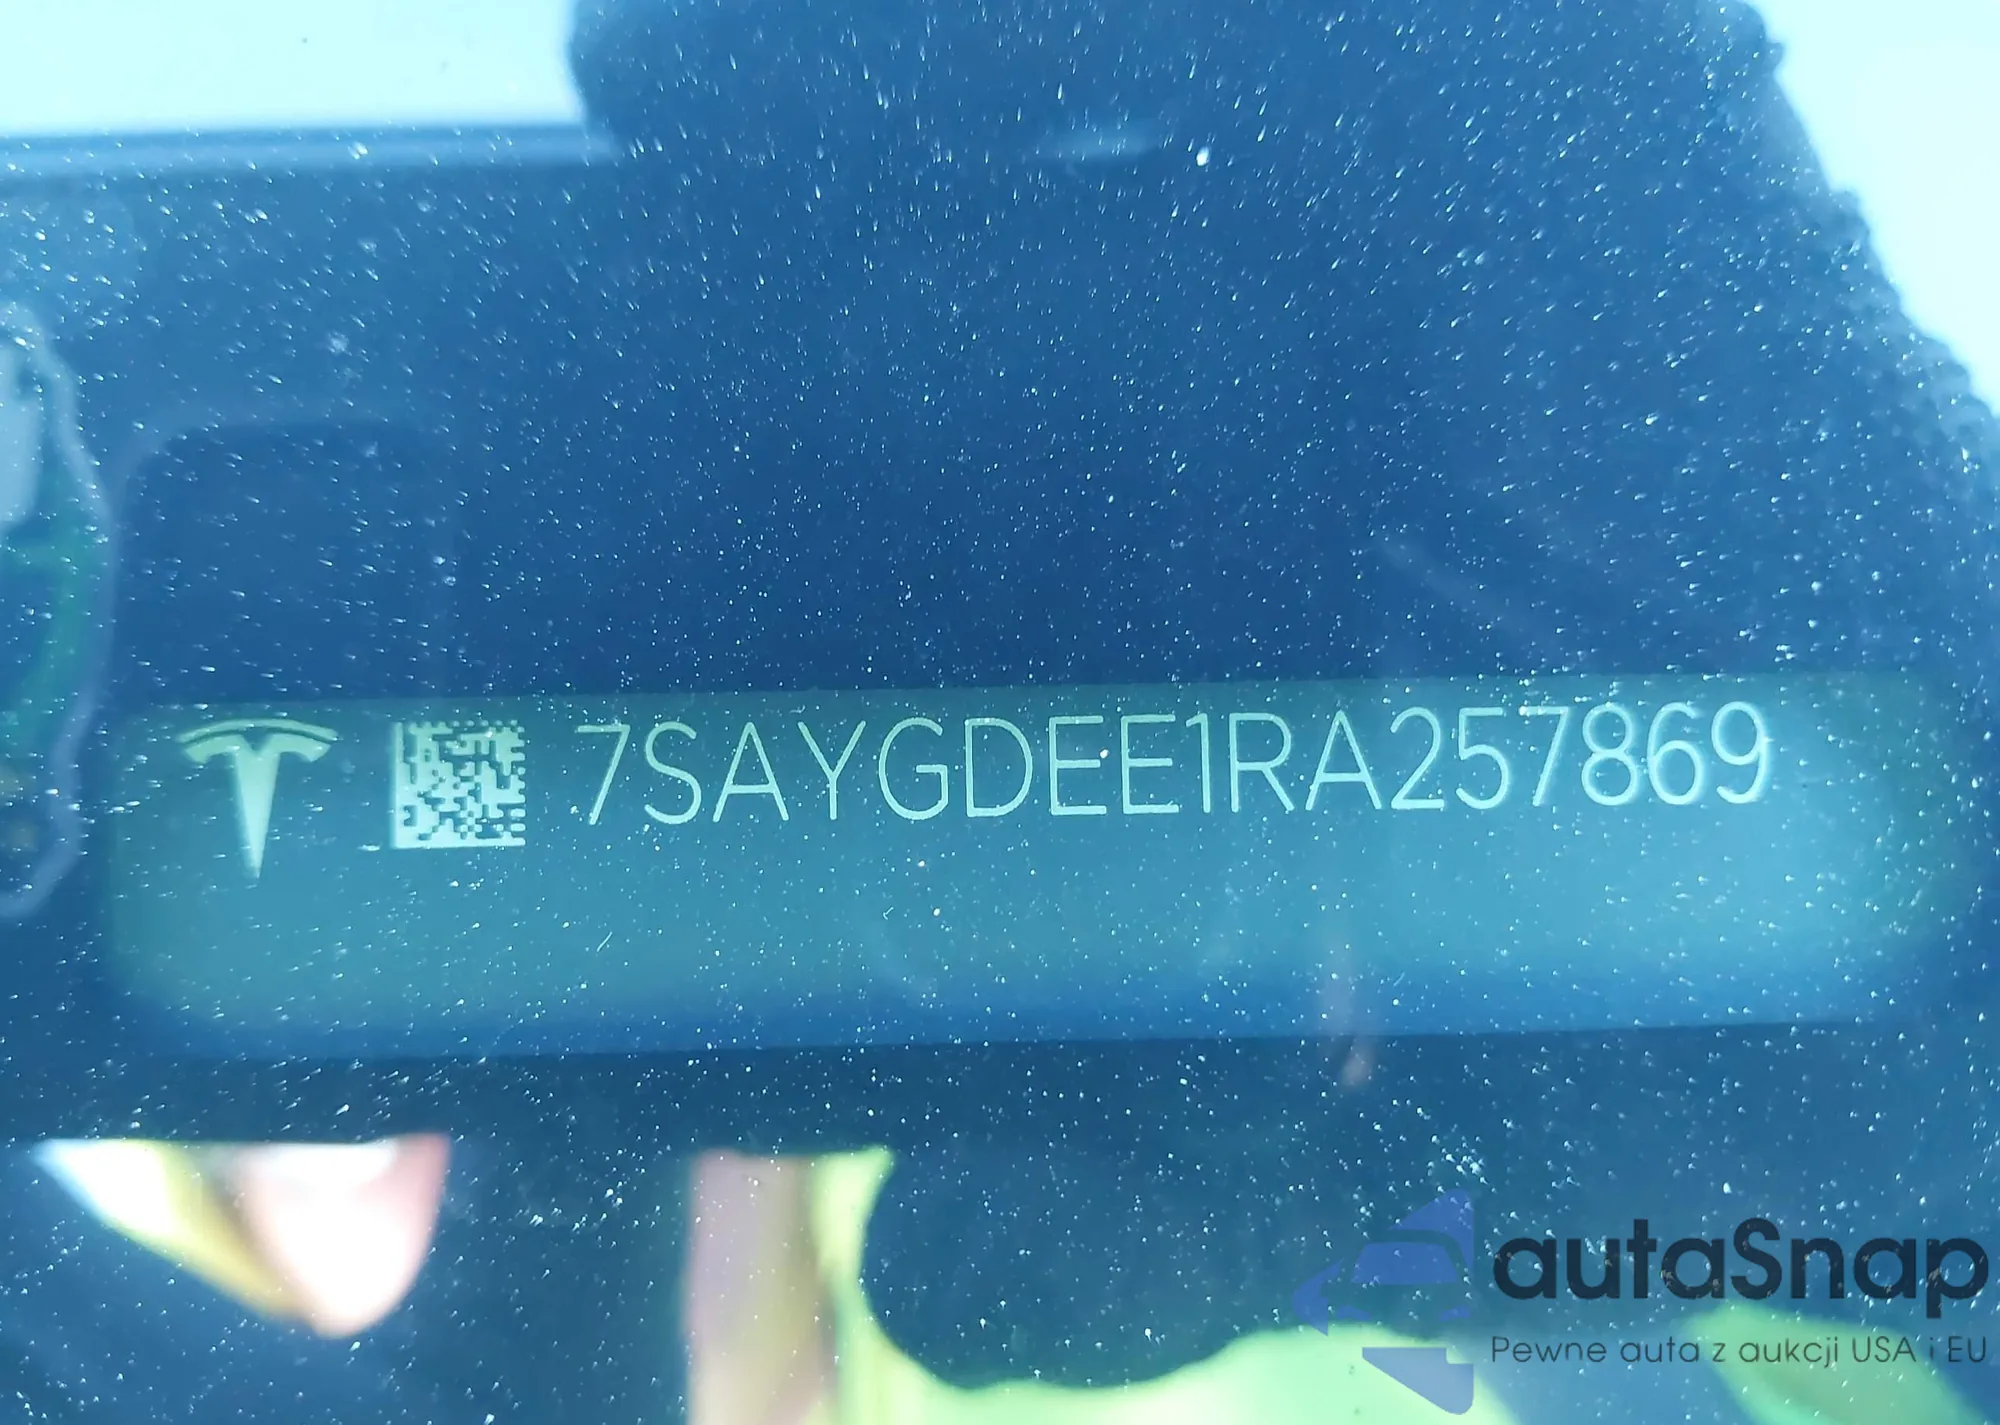 7SAYGDEE1RA257869
autaSnap
Pewne auta z aukcji USA i EU